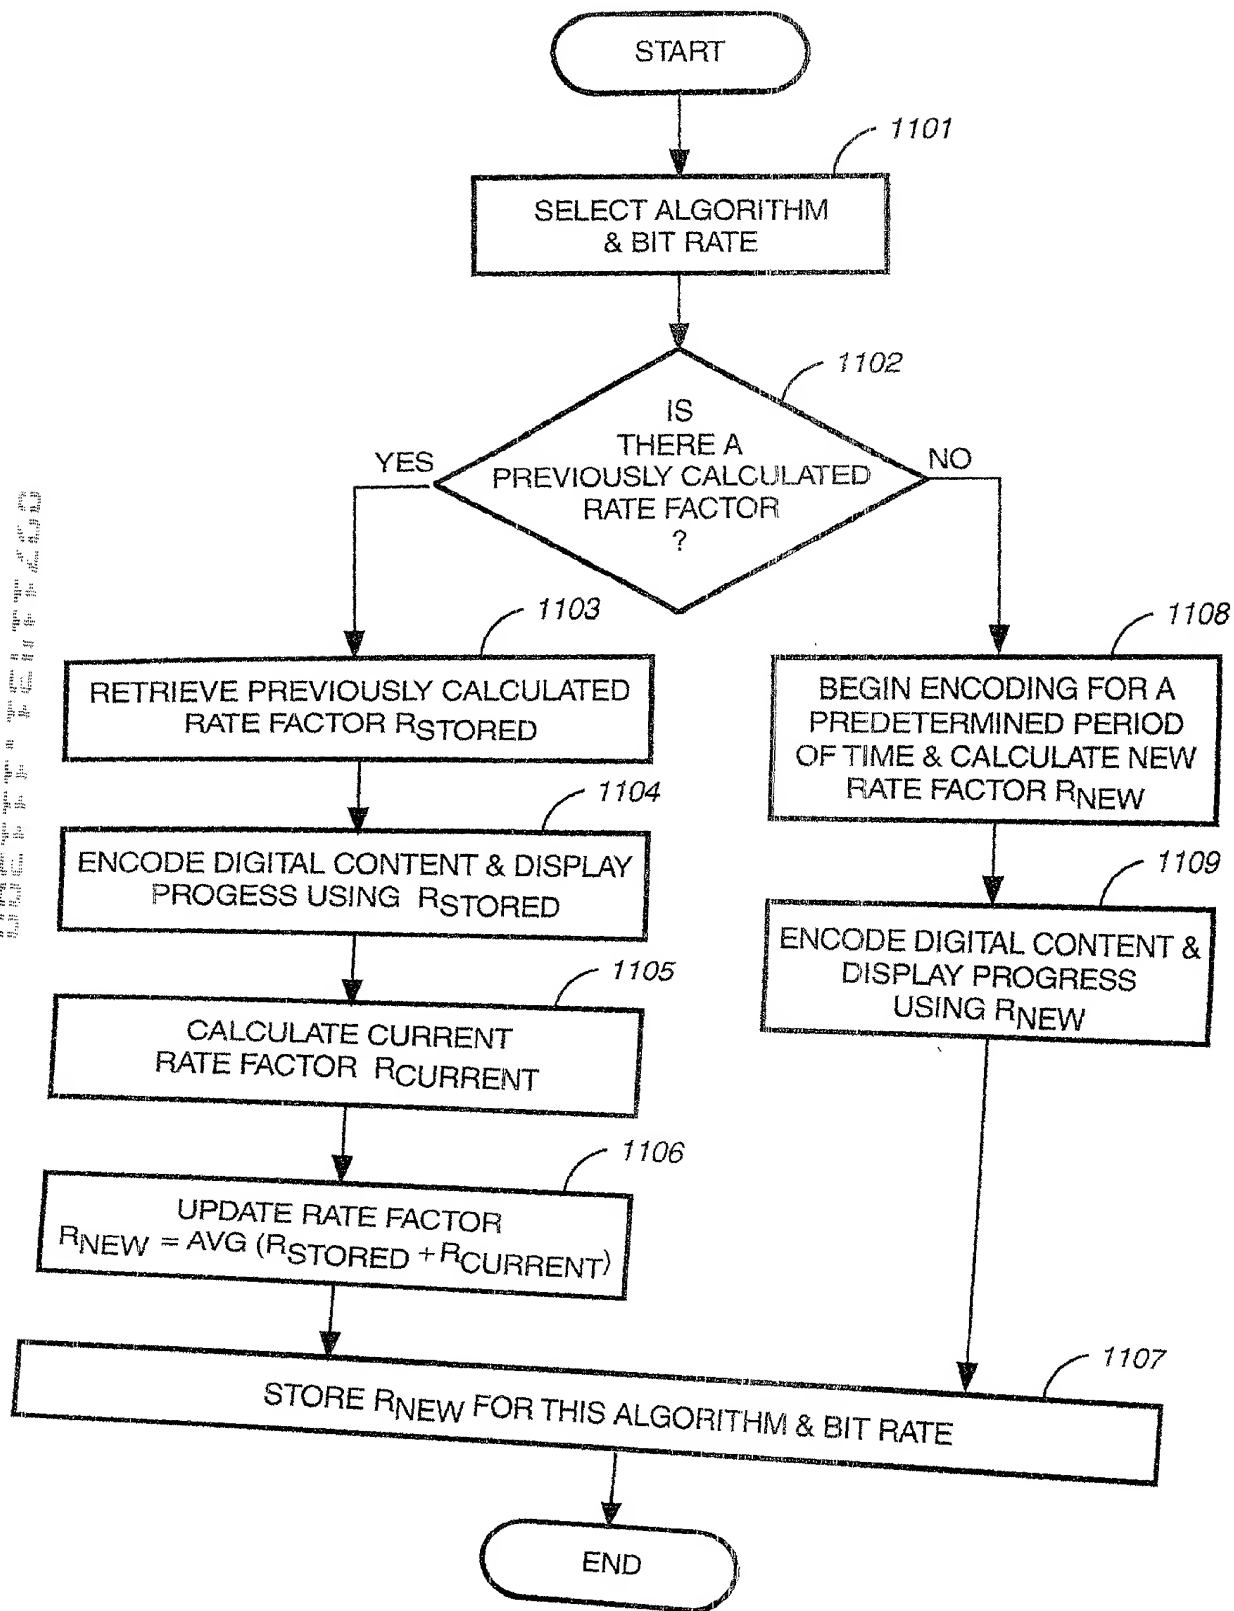 START
1101
SELECT ALGORITHM
& BIT RATE
1102
IS
THERE A
PREVIOUSLY CALCULATED
RATE FACTOR
?
YES
NO
1103
RETRIEVE PREVIOUSLY CALCULATED
RATE FACTOR RSTORED
1108
BEGIN ENCODING FOR A
PREDETERMINED PERIOD
OF TIME & CALCULATE NEW
RATE FACTOR RNEW
1104
ENCODE DIGITAL CONTENT & DISPLAY
PROGESS USING RSTORED
1109
ENCODE DIGITAL CONTENT &
DISPLAY PROGRESS
USING RNEW
1105
CALCULATE CURRENT
RATE FACTOR RCURRENT
1106
UPDATE RATE FACTOR
RNEW = AVG (RSTORED + RCURRENT)
1107
STORE RNEW FOR THIS ALGORITHM & BIT RATE
END